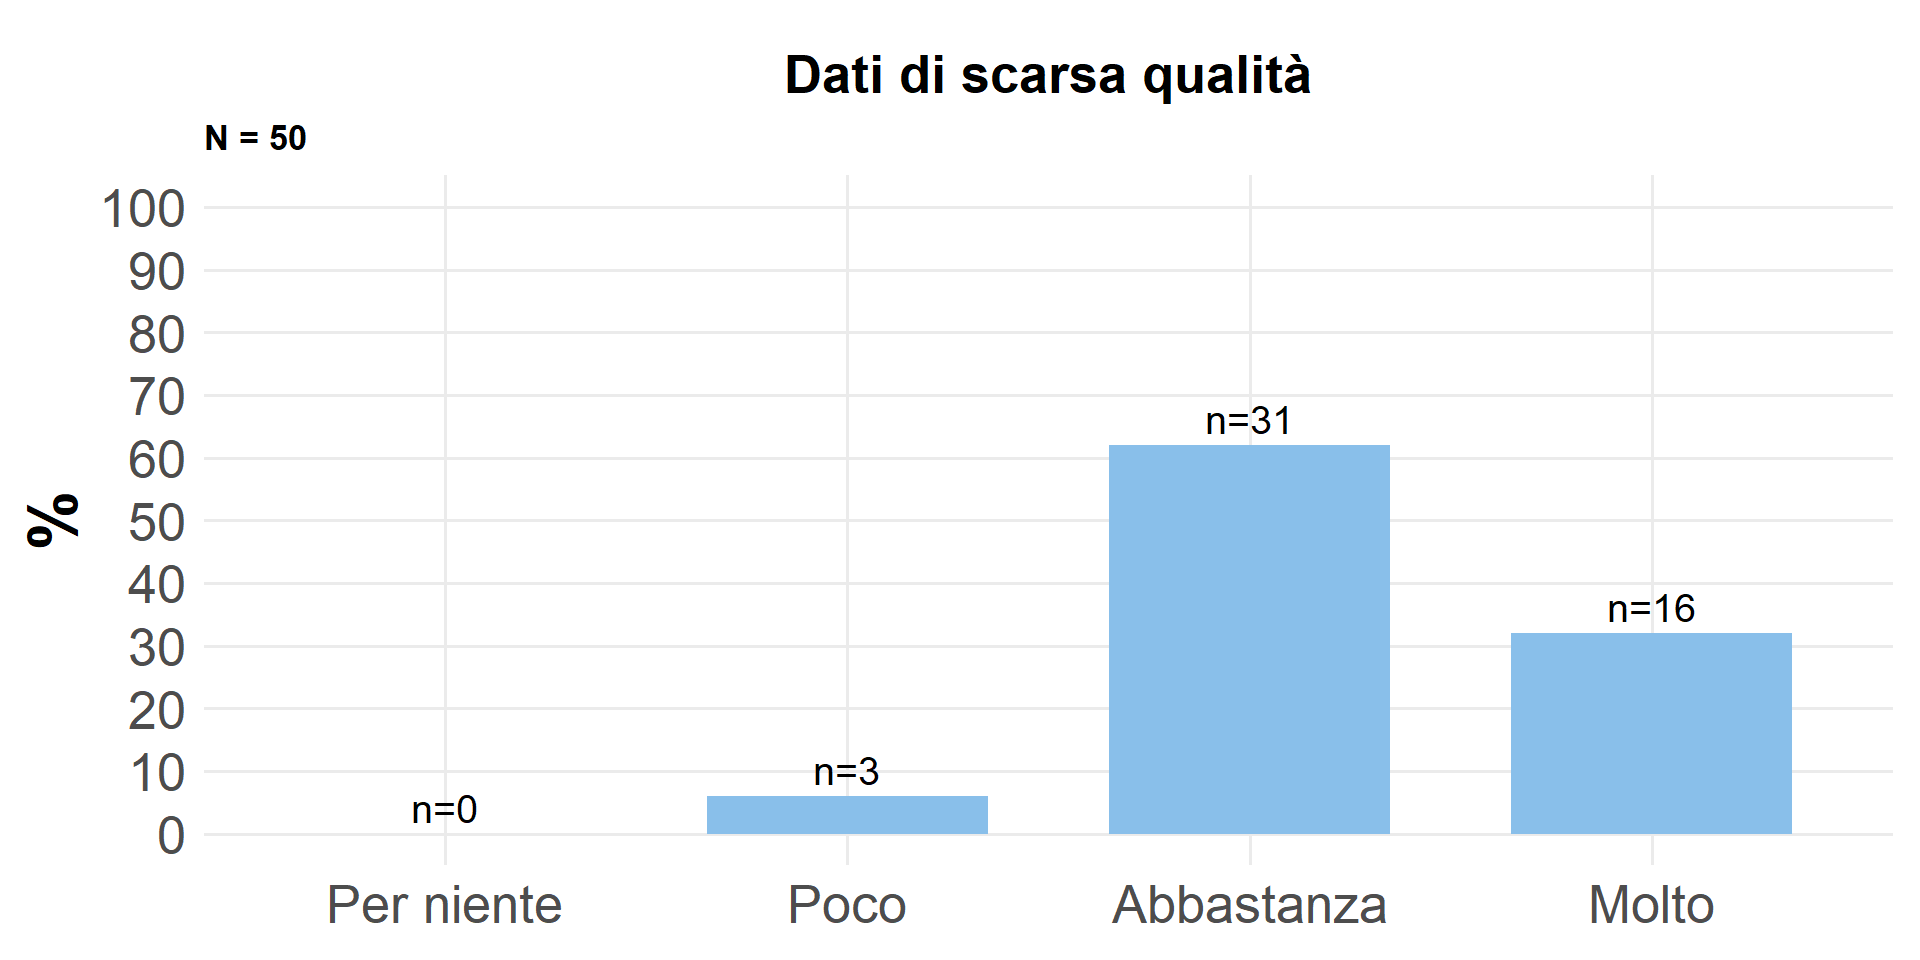 Dati di scarsa qualità
N = 50
%
100
90
80
70
60
50
40
30
20
10
0
n=0
n=3
n=31
n=16
Per niente
Poco
Abbastanza
Molto